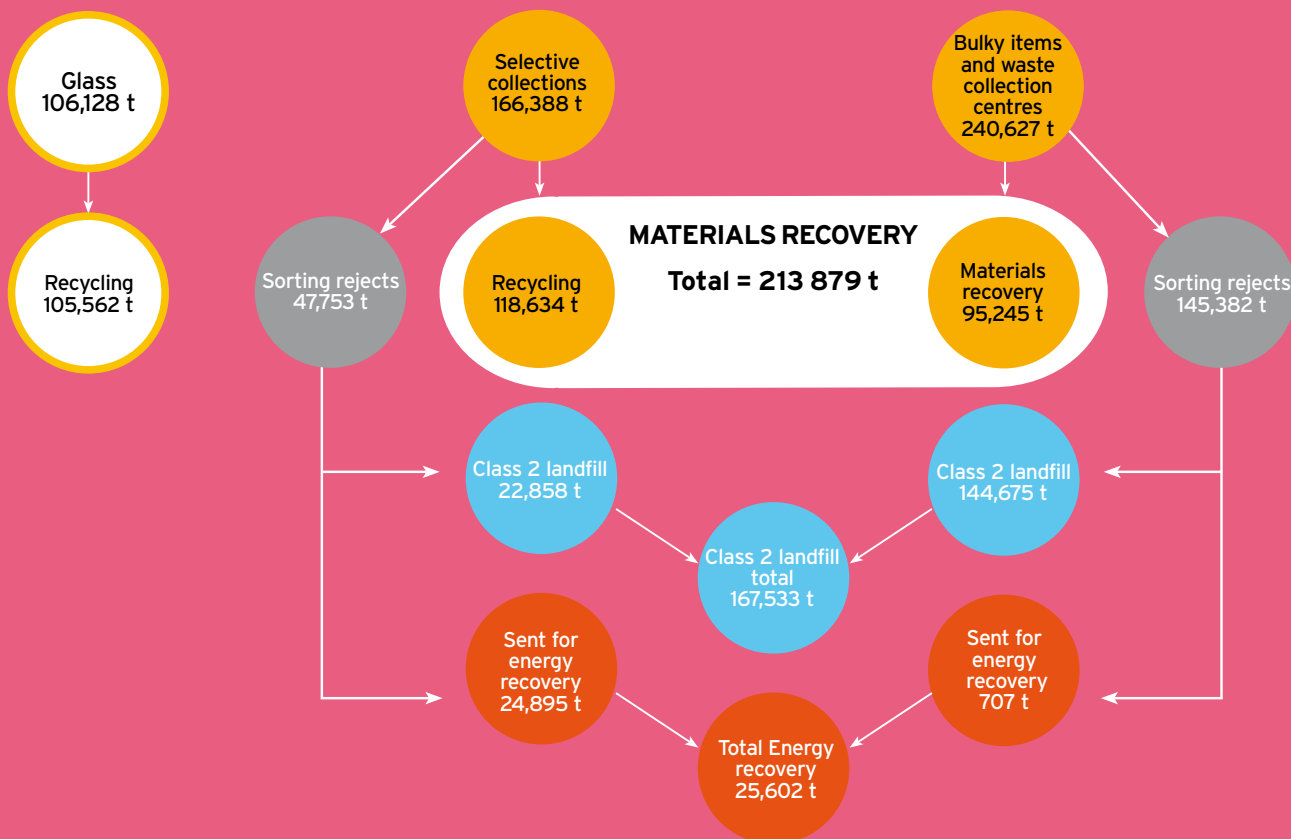 Glass
106,128 t
Selective
collections
166,388 t
Bulky items
and waste
collection
centres
240,627 t
Recycling
105,562 t
Sorting rejects
47,753 t
MATERIALS RECOVERY
Total = 213 879 t
Recycling
118,634 t
Materials
recovery
95,245 t
Sorting rejects
145,382 t
Class 2 landfill
22,858 t
Class 2 landfill
144,675 t
Class 2 landfill
total
167,533 t
Sent for
energy
recovery
24,895 t
Sent for
energy
recovery
707 t
Total Energy
recovery
25,602 t